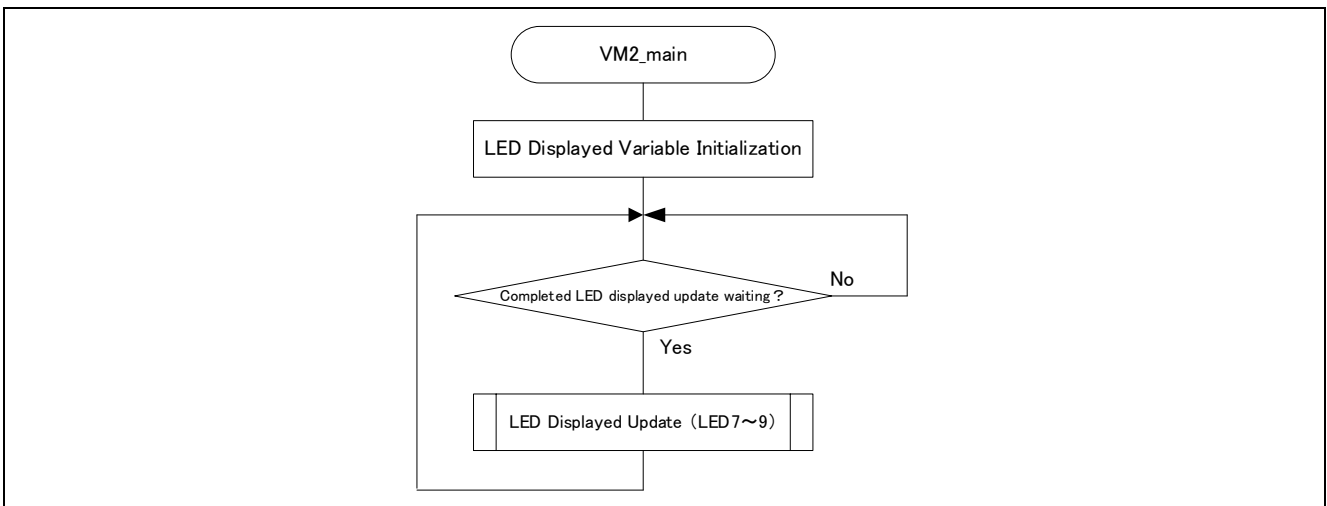 VM2_main
LED Displayed Variable Initialization
No
Completed LED displayed update waiting？
Yes
LED Displayed Update（LED7～9）